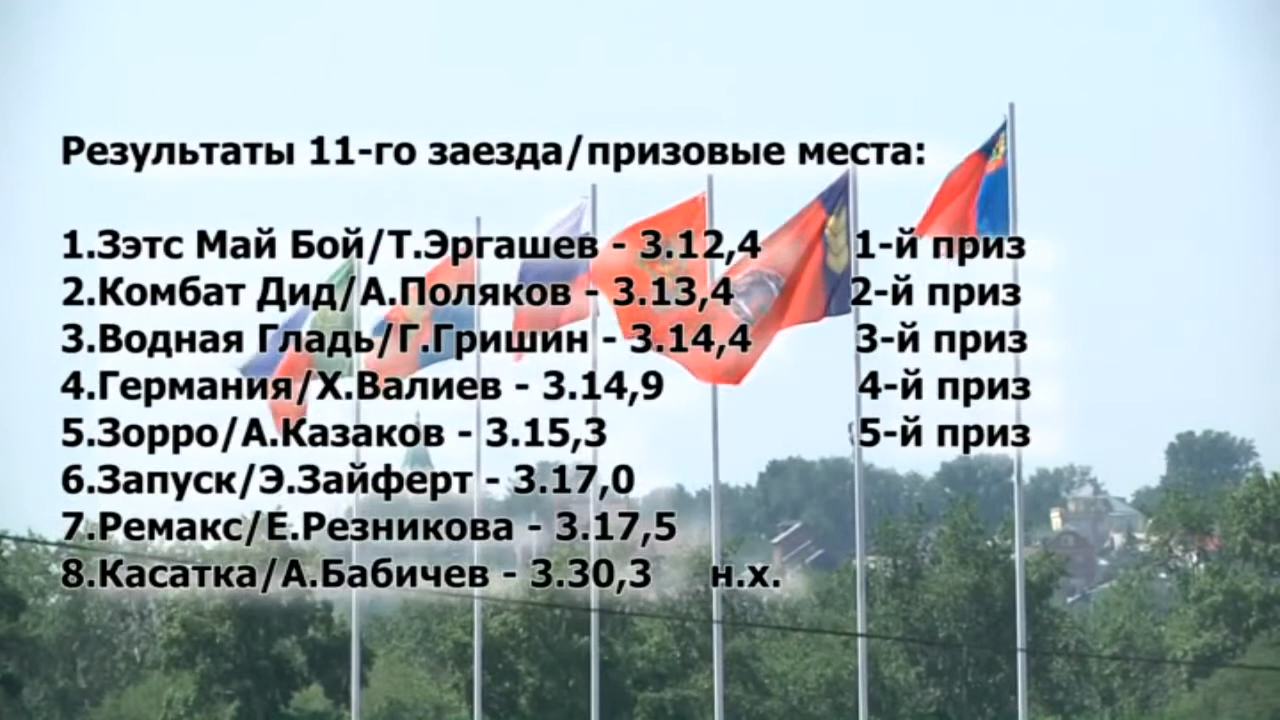 Результаты 11-го заезда/призовые места:
1.Зэтс Май Бой/Т.Эргашев - 3.12,4 1-й приз
2.Комбат Дид/А.Поляков - 3.13,4 2-й приз
3.Водная Гладь/Г.Гришин - 3.14,4 3-й приз
4.Германия/Х.Валиев - 3.14,9 4-й приз
5.Зорро/А.Казаков - 3.15,3 5-й приз
6.Запуск/Э.Зайферт - 3.17,0
7.Ремакс/Е.Резникова - 3.17,5
8.Касатка/А.Бабичев - 3.30,3 н.х.